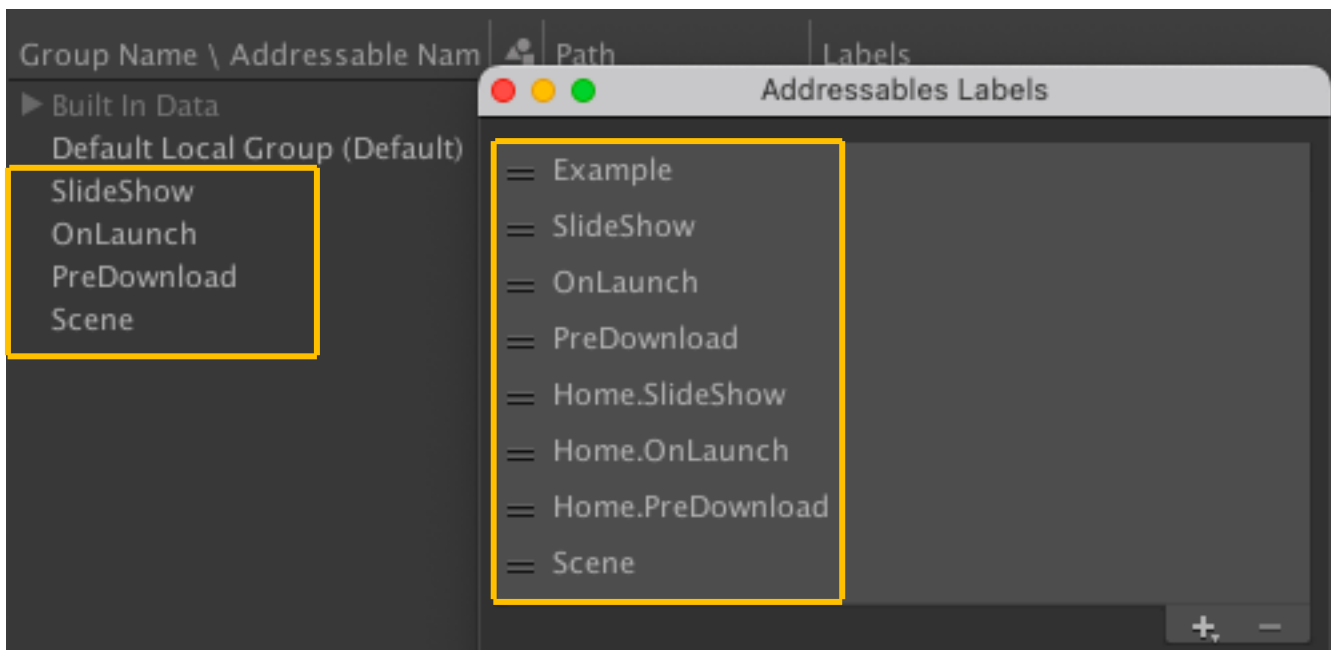 Group Name \ Addressable Nam Path Labels
Addressables Labels
Built In Data
Default Local Group (Default)
SlideShow
OnLaunch
PreDownload
Scene
Example
SlideShow
OnLaunch
PreDownload
Home.SlideShow
Home.OnLaunch
Home.PreDownload
Scene